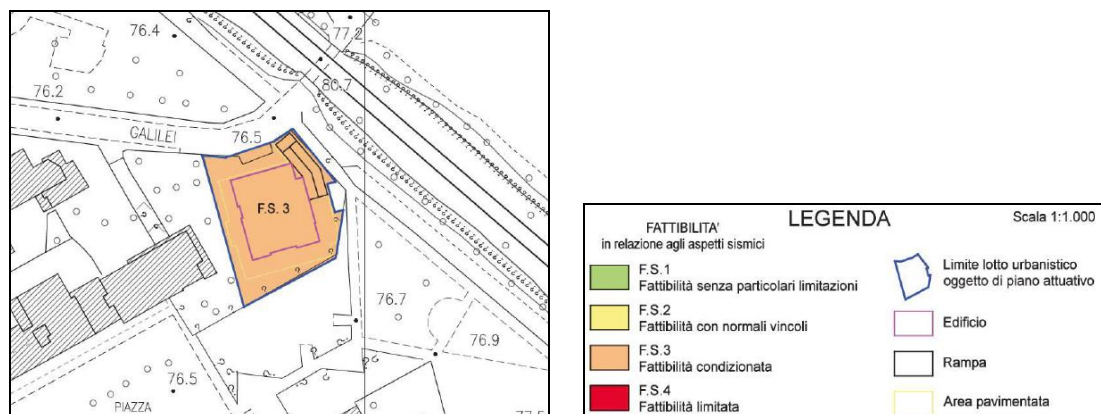 76.4
77.2
80.7
76.2
GALILEI
76.5
F.S. 3
76.7
76.9
76.5
PIAZZA
LEGENDA
Scala 1:1.000
FATTIBILITA'
in relazione agli aspetti sismici
F.S.1
Fattibilità senza particolari limitazioni
F.S.2
Fattibilità con normali vincoli
F.S.3
Fattibilità condizionata
F.S.4
Fattibilità limitata
Limite lotto urbanistico
oggetto di piano attuativo
Edificio
Rampa
Area pavimentata